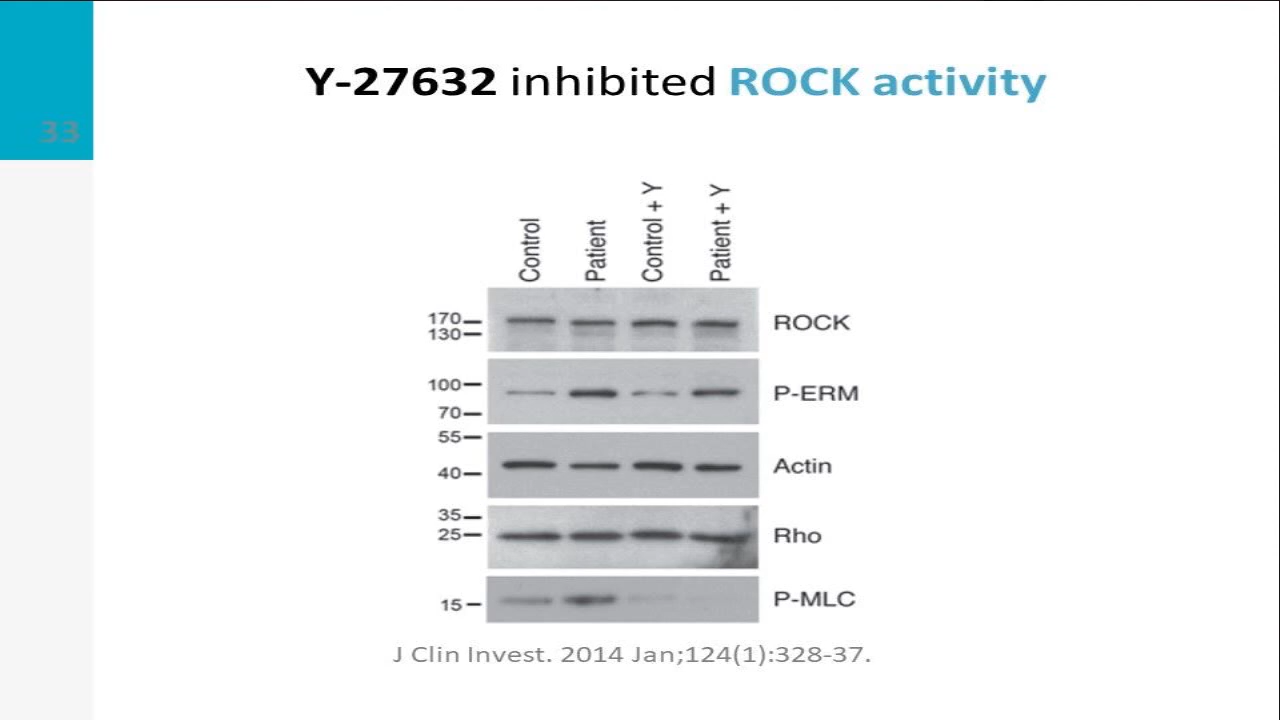 Y-27632 inhibited ROCK activity
33
Control
Patient
Control + Y
Patient + Y
170
130
ROCK
100
70
P-ERM
55
40
Actin
35
25
Rho
15
P-MLC
J Clin Invest. 2014 Jan;124(1):328-37.